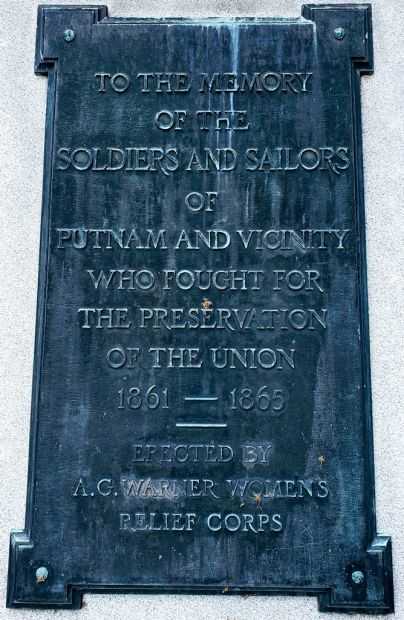 TO THE MEMORY
OF THE
SOLDIERS AND SAILORS
OF
PUTNAM AND VICINITY
WHO FOUGHT FOR
THE PRESERVATION
OF THE UNION
1861 — 1865
ERECTED BY
A.G. WARNER WOMENS
RELIEF CORPS